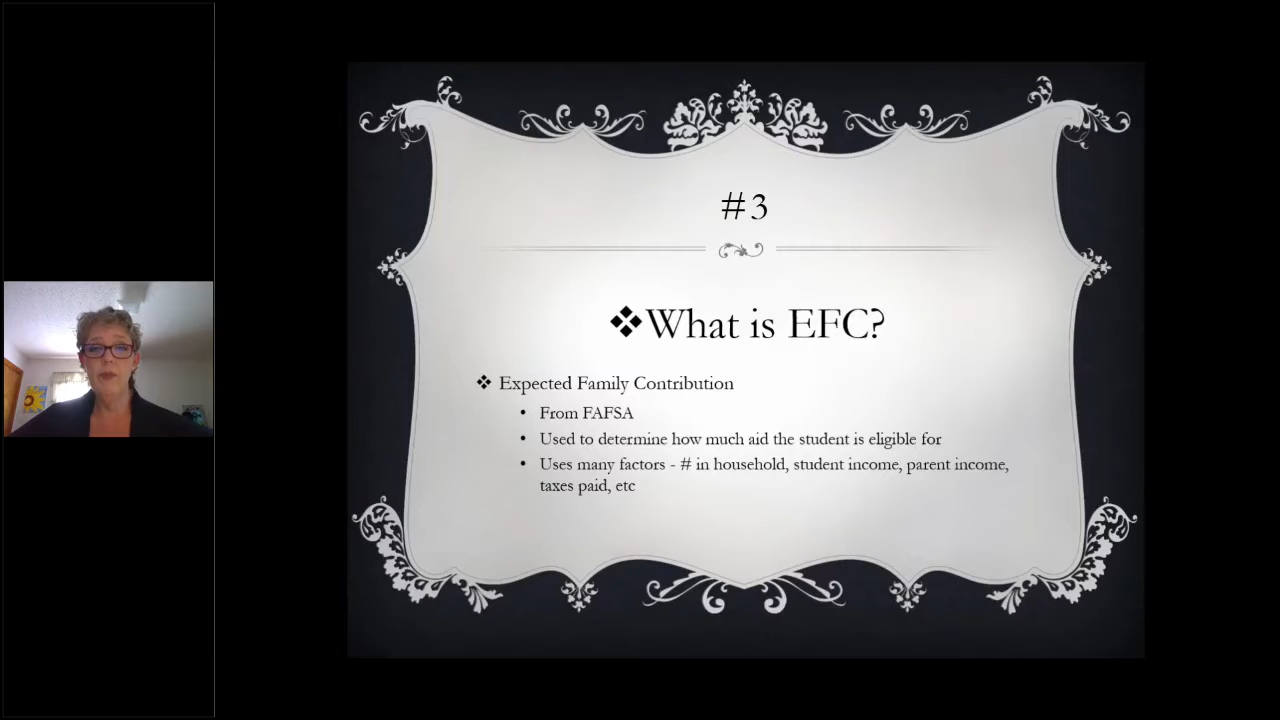 #3
❖What is EFC?
❖ Expected Family Contribution
• From FAFSA
• Used to determine how much aid the student is eligible for
• Uses many factors - # in household, student income, parent income,
taxes paid, etc